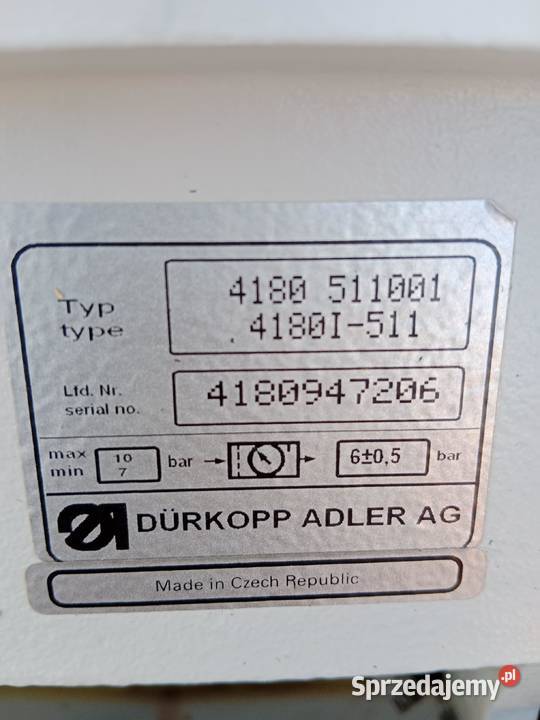 Typ
type
4180 511001
4180I-511
Lfd. Nr.
serial no.
4180947206
max
min
10
7
bar
6±0,5
bar
DÜRKOPP ADLER AG
Made in Czech Republic
Sprzedajemy.pl